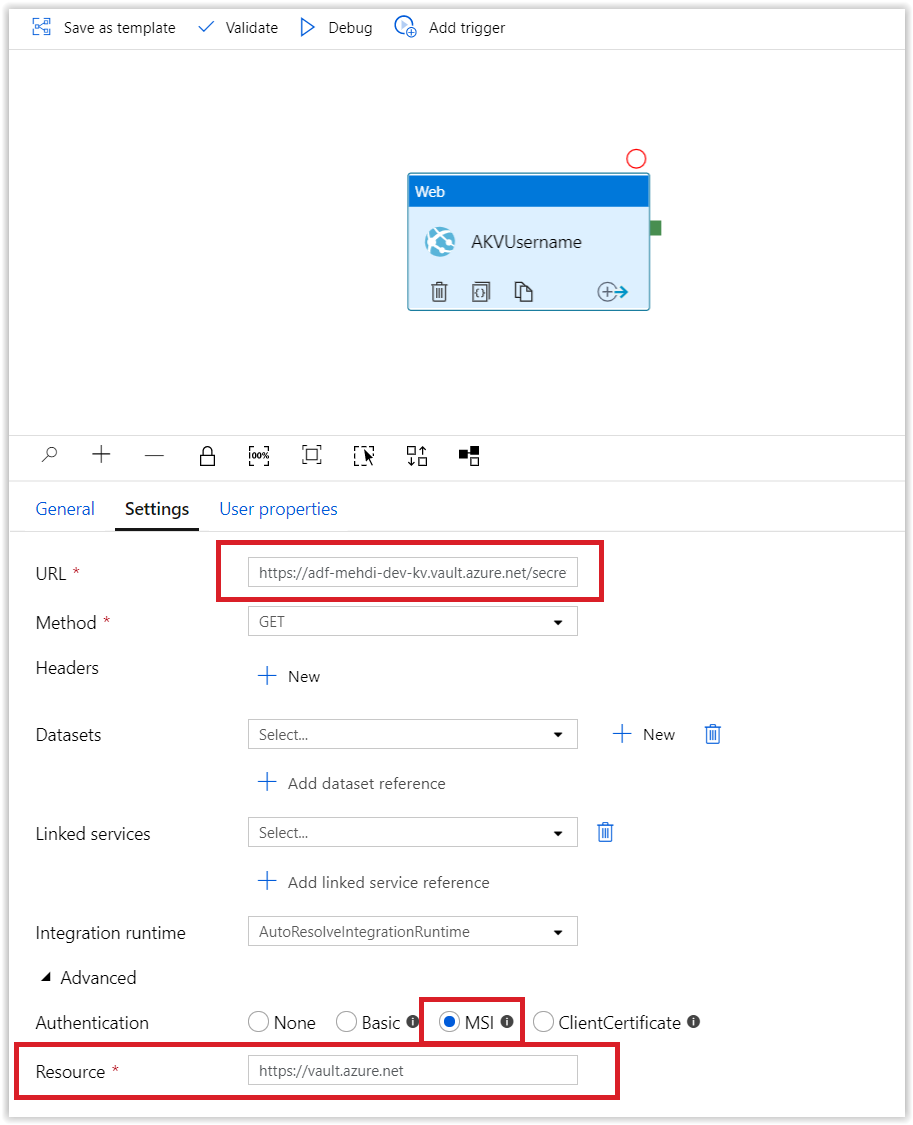 Save as template Validate Debug Add trigger
Web
AKVUsername
100%
General Settings User properties
URL *
https://adf-mehdi-dev-kv.vault.azure.net/secre
Method *
GET
Headers
New
Datasets
Select...
New
Add dataset reference
Linked services
Select...
Add linked service reference
Integration runtime
AutoResolveIntegrationRuntime
Advanced
Authentication
None Basic MSI ClientCertificate
Resource *
https://vault.azure.net